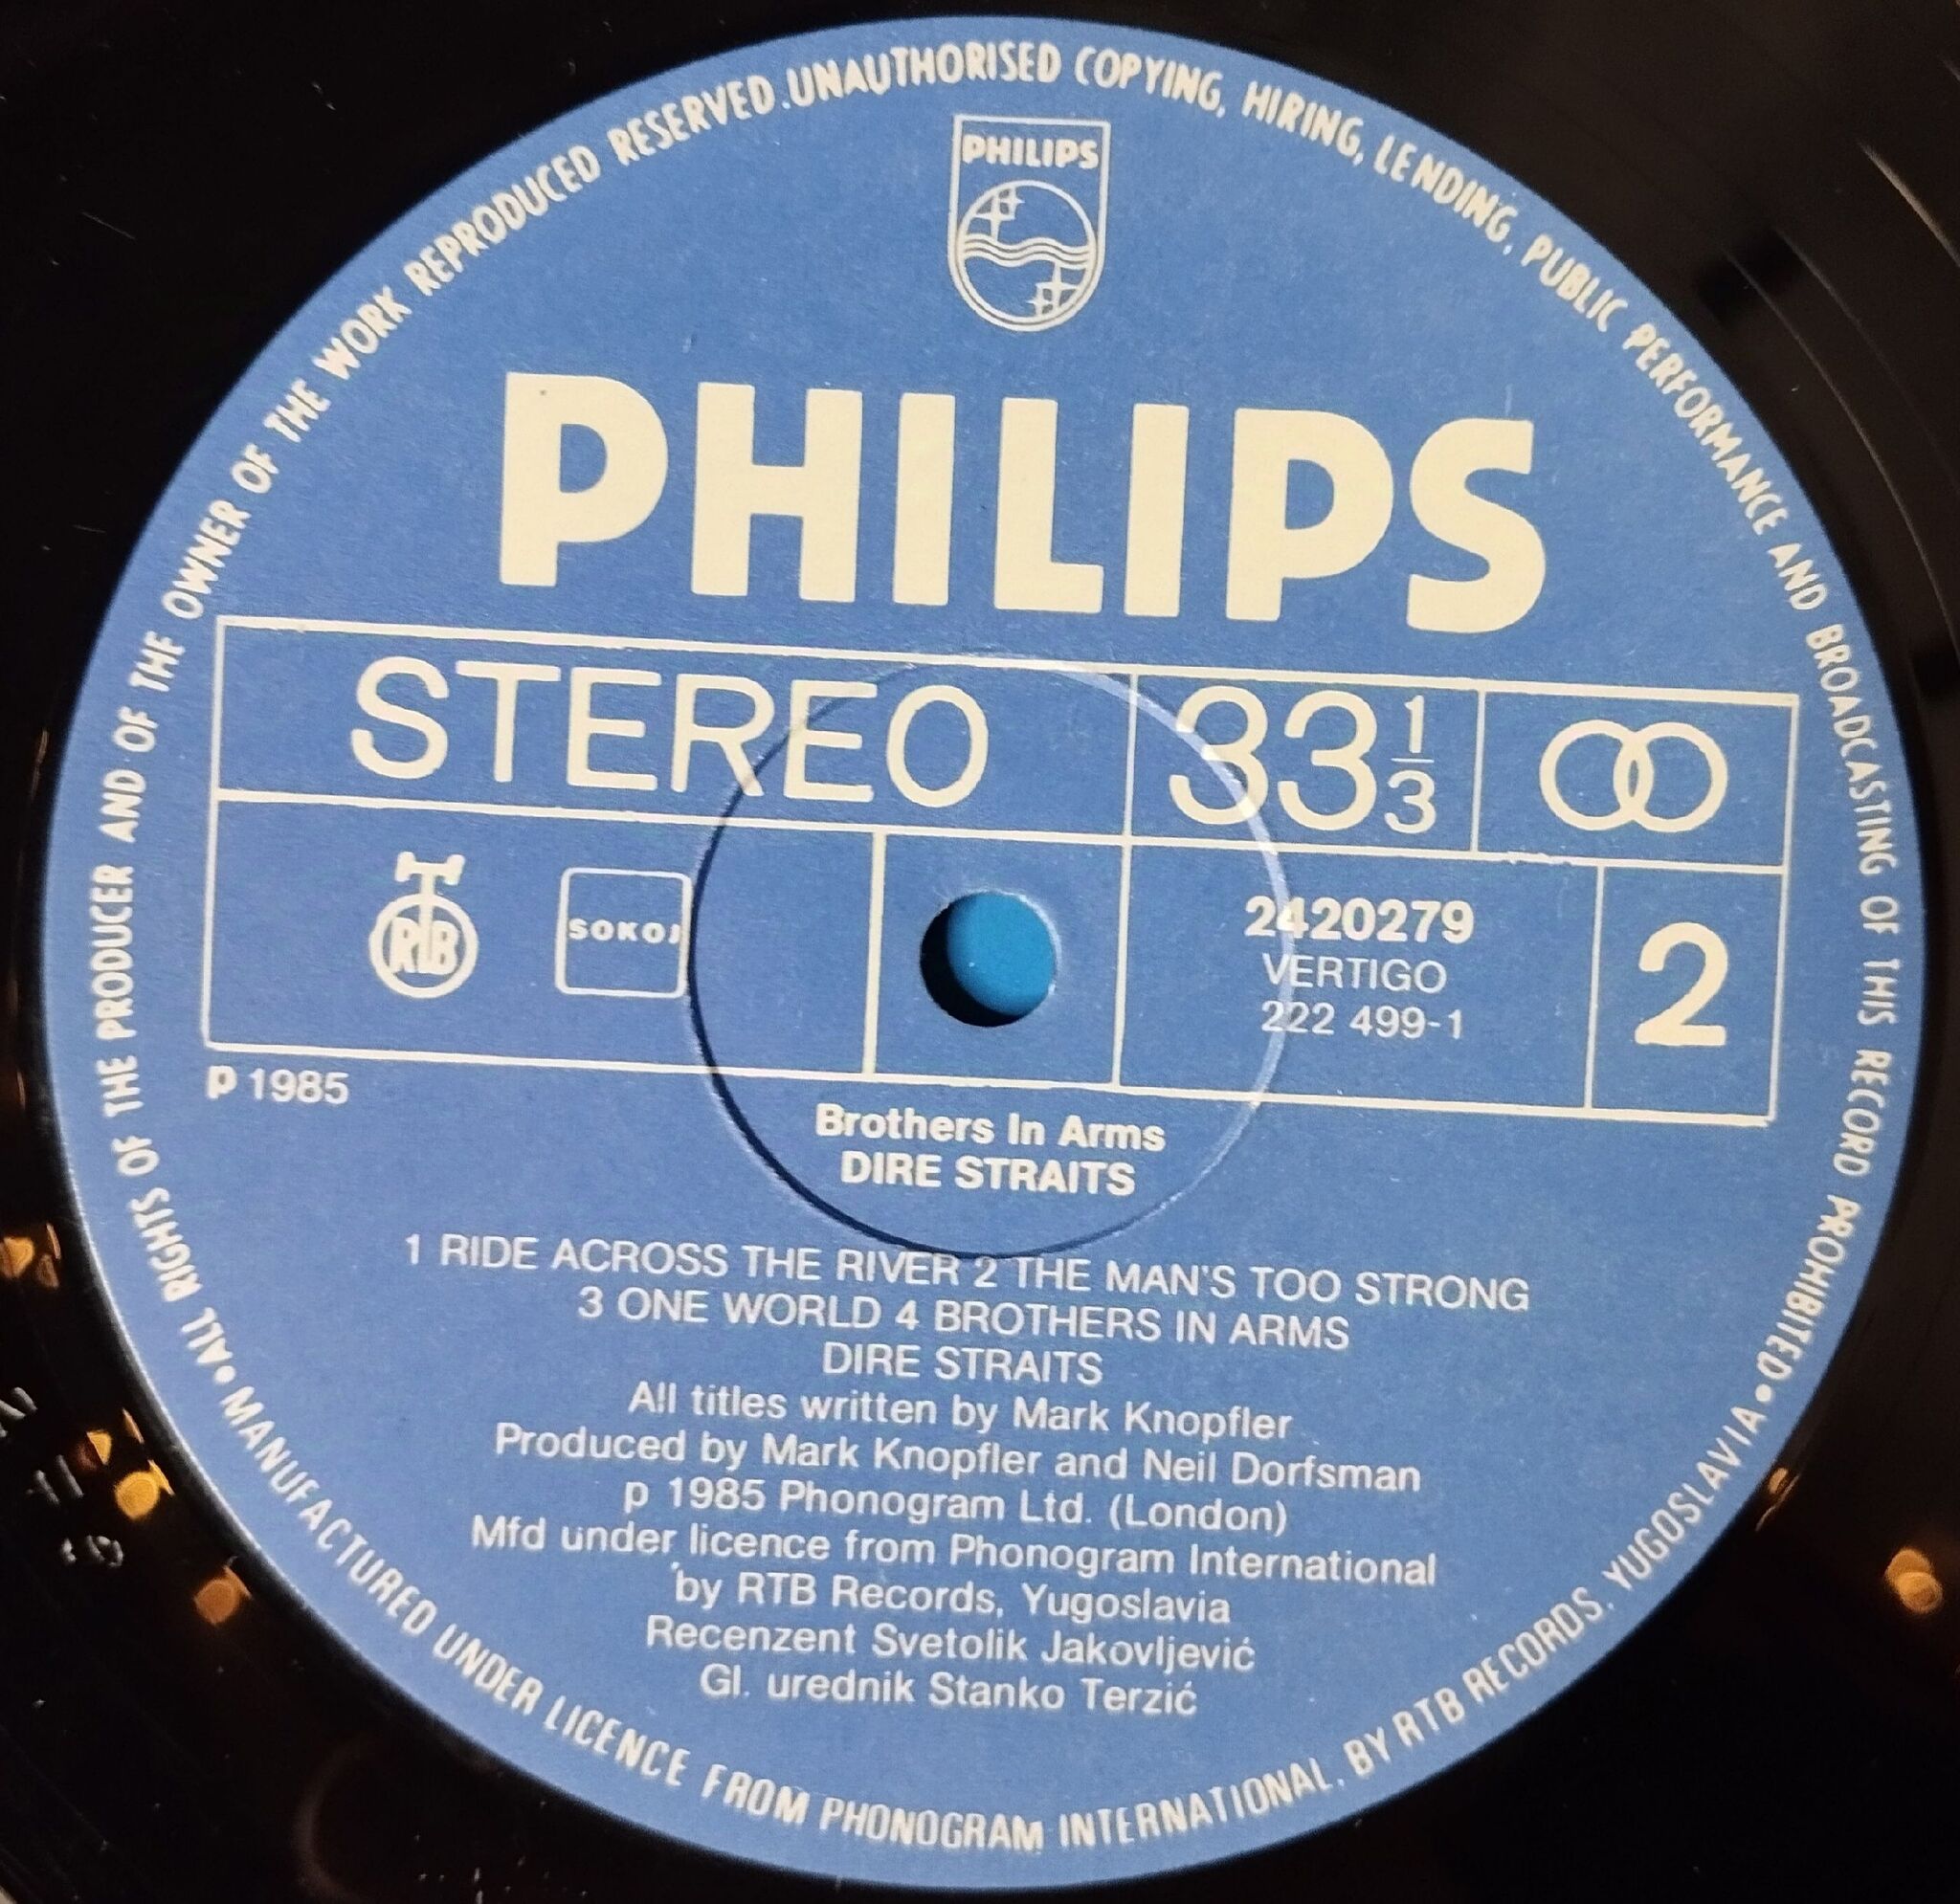 ALL RIGHTS OF THE PRODUCER AND OF THE OWNER OF THE WORK REPRODUCED RESERVED. UNAUTHORISED COPYING, HIRING, LENDING, PUBLIC PERFORMANCE AND BROADCASTING OF THIS RECORD PROHIBITED •
PHILIPS
PHILIPS
STEREO 33 1/3
RTB SOKOJ
2420279
VERTIGO
222 499-1
2
p 1985
Brothers In Arms
DIRE STRAITS
1 RIDE ACROSS THE RIVER 2 THE MAN'S TOO STRONG
3 ONE WORLD 4 BROTHERS IN ARMS
DIRE STRAITS
All titles written by Mark Knopfler
Produced by Mark Knopfler and Neil Dorfsman
p 1985 Phonogram Ltd. (London)
Mfd under licence from Phonogram International
by RTB Records, Yugoslavia
Recenzent Svetolik Jakovljević
Gl. urednik Stanko Terzić
• MANUFACTURED UNDER LICENCE FROM PHONOGRAM INTERNATIONAL, BY RTB RECORDS, YUGOSLAVIA